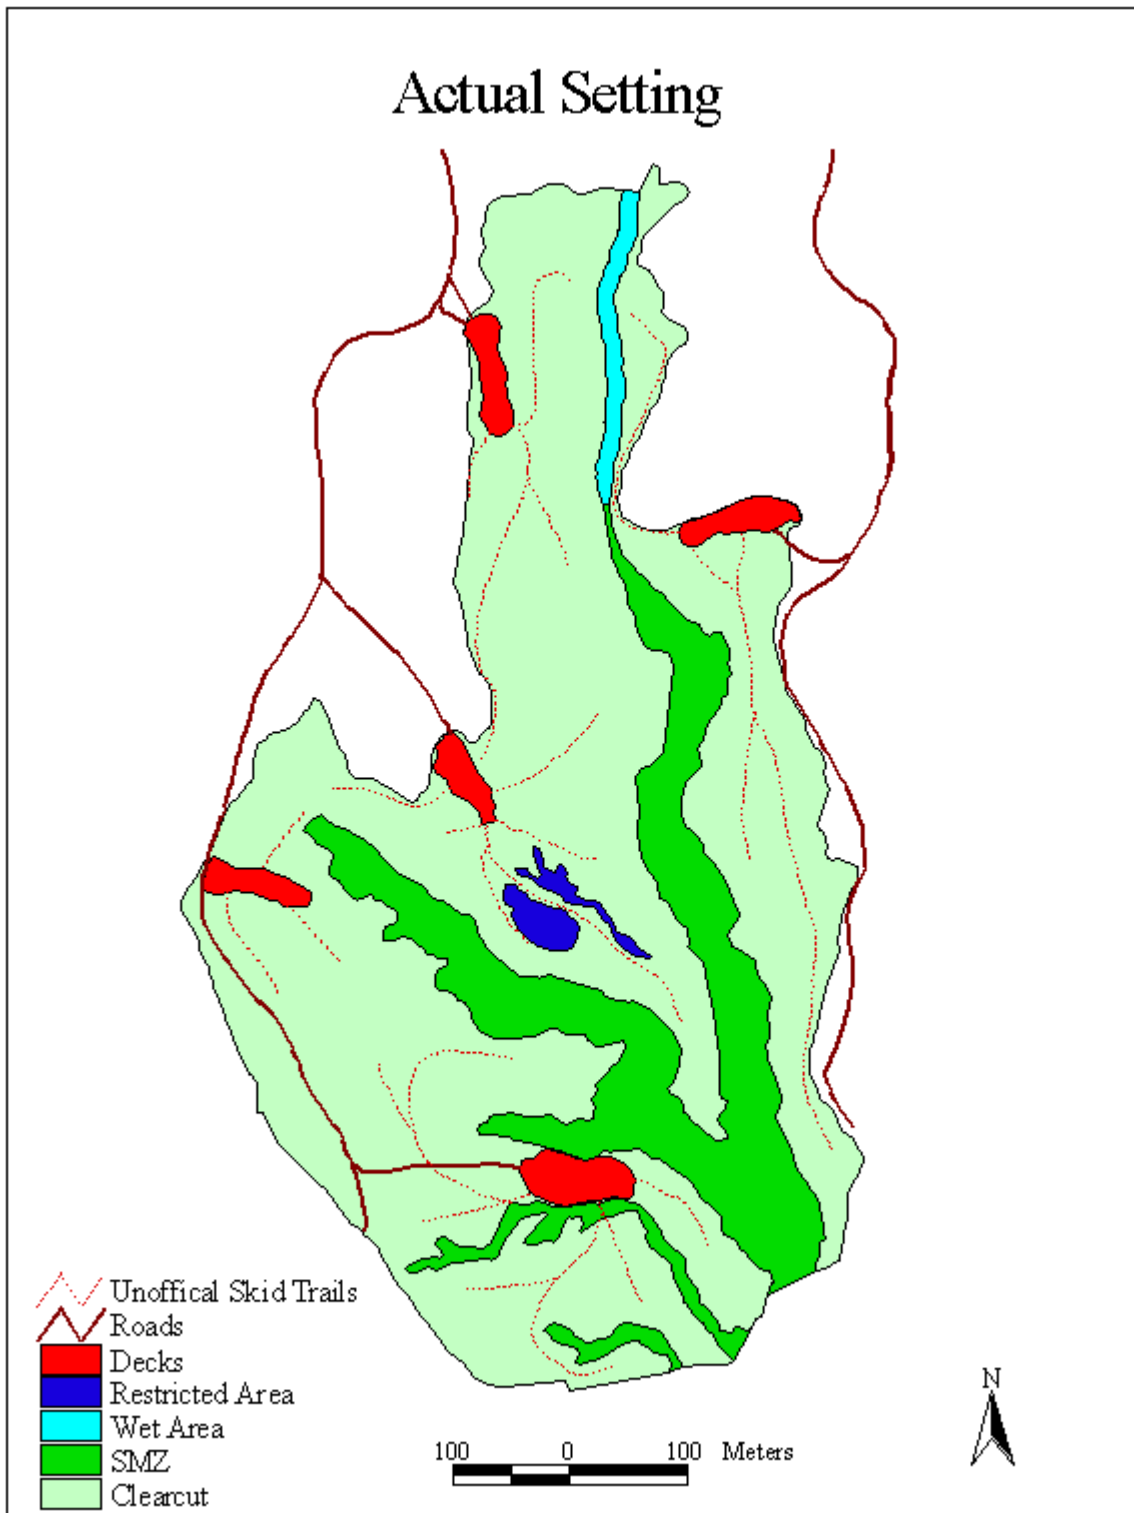 Actual Setting
Unoffical Skid Trails
Roads
Decks
Restricted Area
Wet Area
SMZ
Clearcut
100 0 100 Meters
N